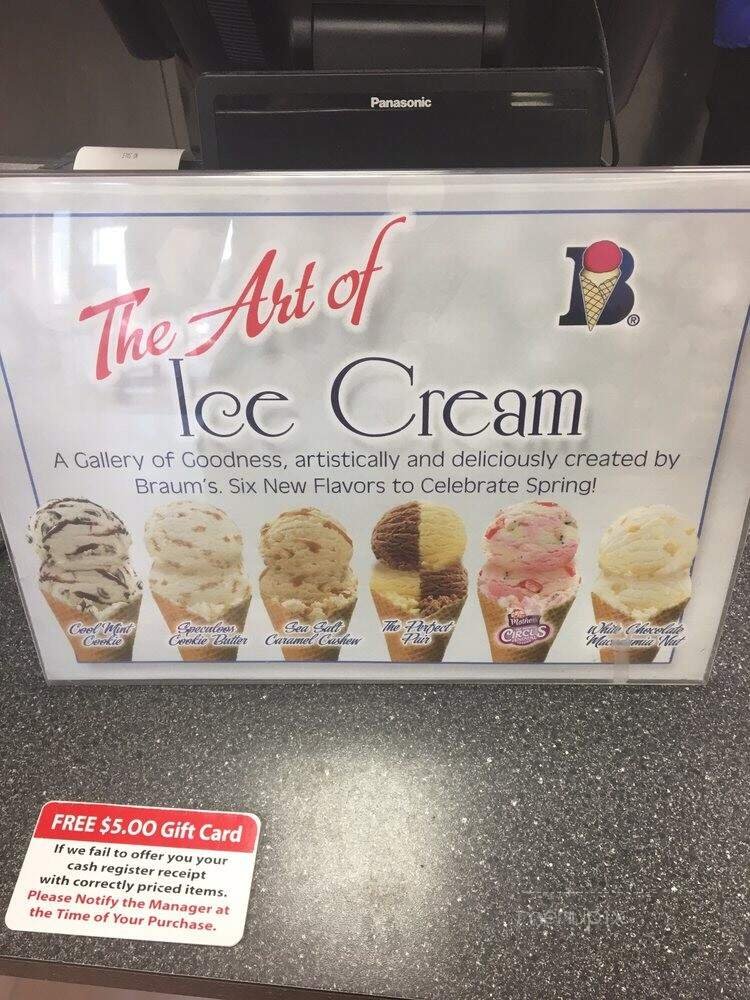 Panasonic
The Art of
Ice Cream
B®
A Gallery of Goodness, artistically and deliciously created by
Braum's. Six New Flavors to Celebrate Spring!
Cool Mint
Cookie
Speculoos
Cookie Butter
Sea Salt
Caramel Cashew
The Perfect
Pair
Mother's
CIRCUS
White Chocolate
Macadamia Nut
FREE $5.00 Gift Card
If we fail to offer you your
cash register receipt
with correctly priced items.
Please Notify the Manager at
the Time of Your Purchase.